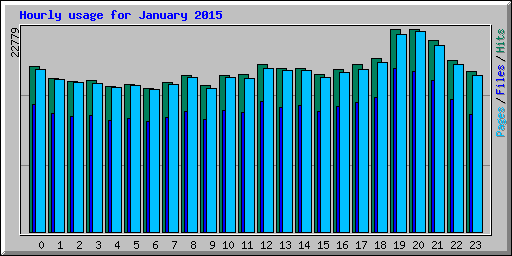 Hourly usage for January 2015
22779
Pages/Files/Hits
0 1 2 3 4 5 6 7 8 9 10 11 12 13 14 15 16 17 18 19 20 21 22 23